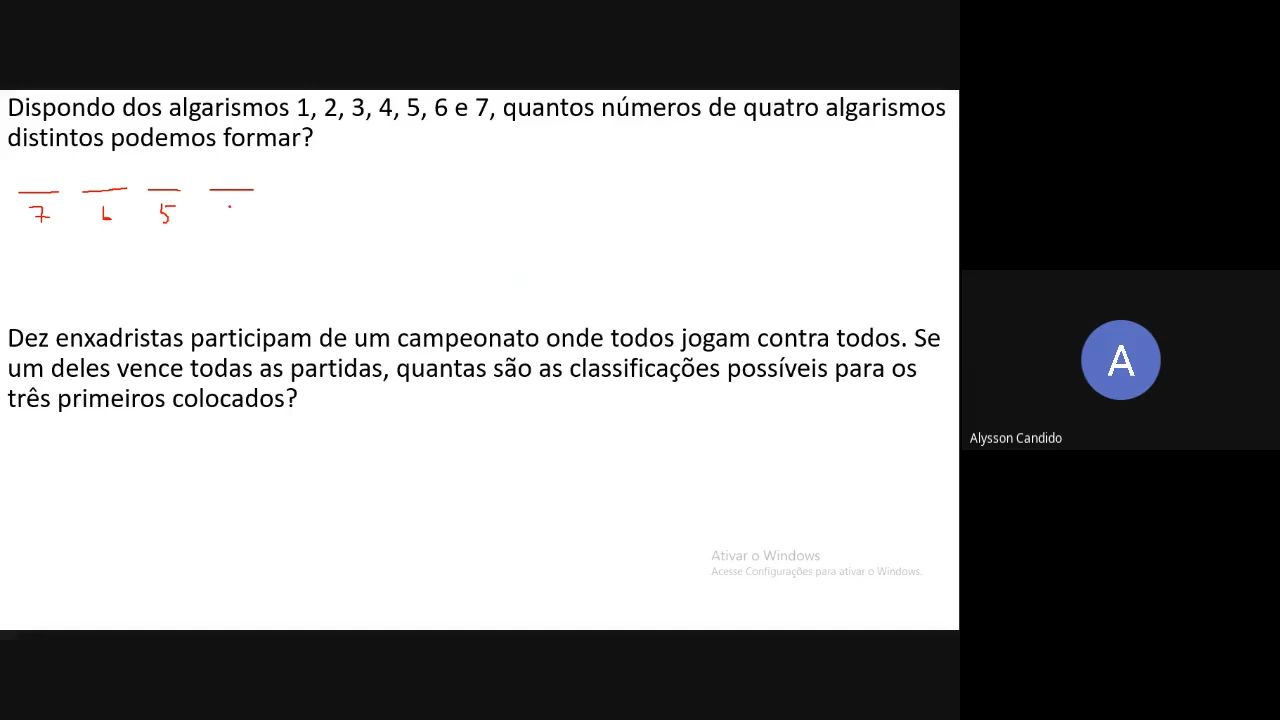 Dispondo dos algarismos 1, 2, 3, 4, 5, 6 e 7, quantos números de quatro algarismos
distintos podemos formar?
7 6 5
Dez enxadristas participam de um campeonato onde todos jogam contra todos. Se
um deles vence todas as partidas, quantas são as classificações possíveis para os
três primeiros colocados?
A
Alysson Candido
Ativar o Windows
Acesse Configurações para ativar o Windows.